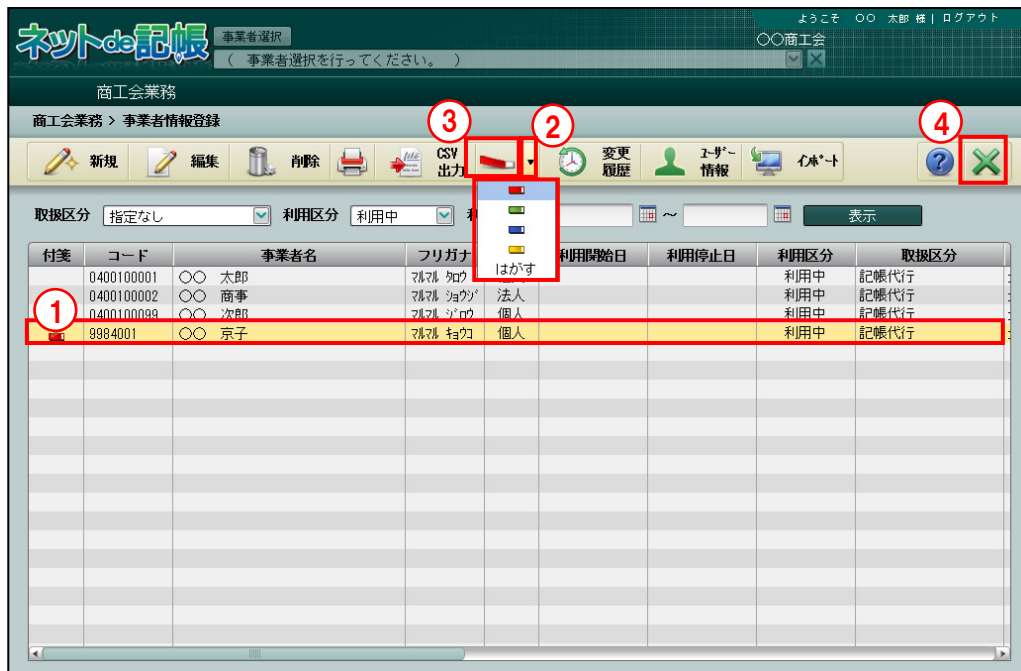 ようこそ ○○ 太郎 様 | ログアウト
ネットde記帳 事業者選択
○○商工会
( 事業者選択を行ってください。 )
商工会業務
商工会業務 > 事業者情報登録
③ ② ④
新規 編集 削除 CSV出力 変更履歴 ユーザー情報 インポート
取扱区分 指定なし 利用区分 利用中 ~ 表示
付箋 コード 事業者名 フリガナ 利用開始日 利用停止日 利用区分 取扱区分
はがす
0400100001 ○○ 太郎 マルマル タロウ 利用中 記帳代行
0400100002 ○○ 商事 マルマル ショウジ 法人 利用中 記帳代行
① 0400100099 ○○ 次郎 マルマル ジロウ 個人 利用中 記帳代行
9984001 ○○ 京子 マルマル キョウコ 個人 利用中 記帳代行